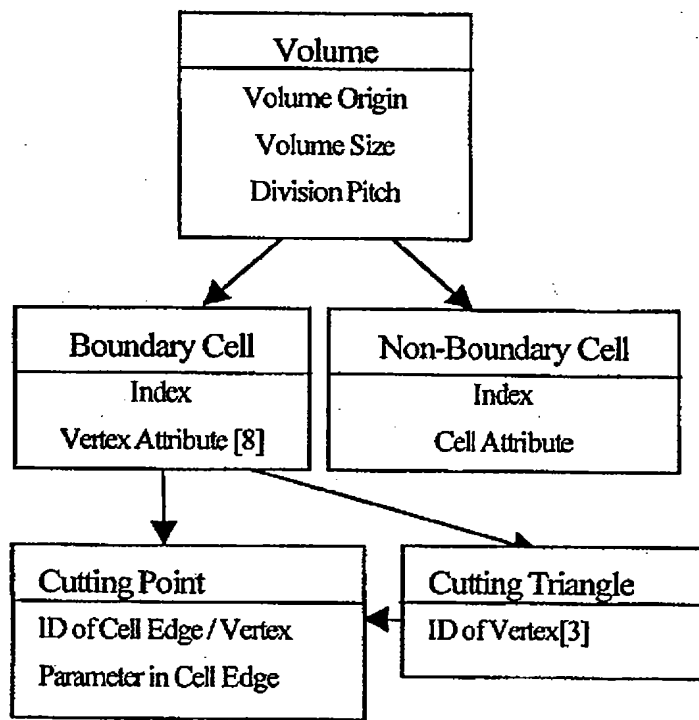 Volume
Volume Origin
Volume Size
Division Pitch
Boundary Cell
Index
Vertex Attribute [8]
Non-Boundary Cell
Index
Cell Attribute
Cutting Point
ID of Cell Edge / Vertex
Parameter in Cell Edge
Cutting Triangle
ID of Vertex[3]